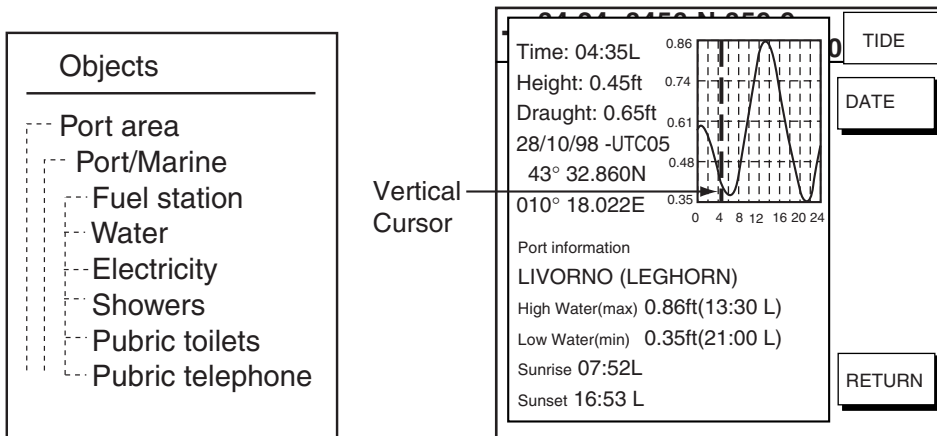 Objects
Port area
Port/Marine
Fuel station
Water
Electricity
Showers
Pubric toilets
Pubric telephone
Vertical
Cursor
Time: 04:35L
Height: 0.45ft
Draught: 0.65ft
28/10/98 -UTC05
43° 32.860N
010° 18.022E
0.86
0.74
0.61
0.48
0.35
0 4 8 12 16 20 24
Port information
LIVORNO (LEGHORN)
High Water(max) 0.86ft(13:30 L)
Low Water(min) 0.35ft(21:00 L)
Sunrise 07:52L
Sunset 16:53 L
TIDE
DATE
RETURN